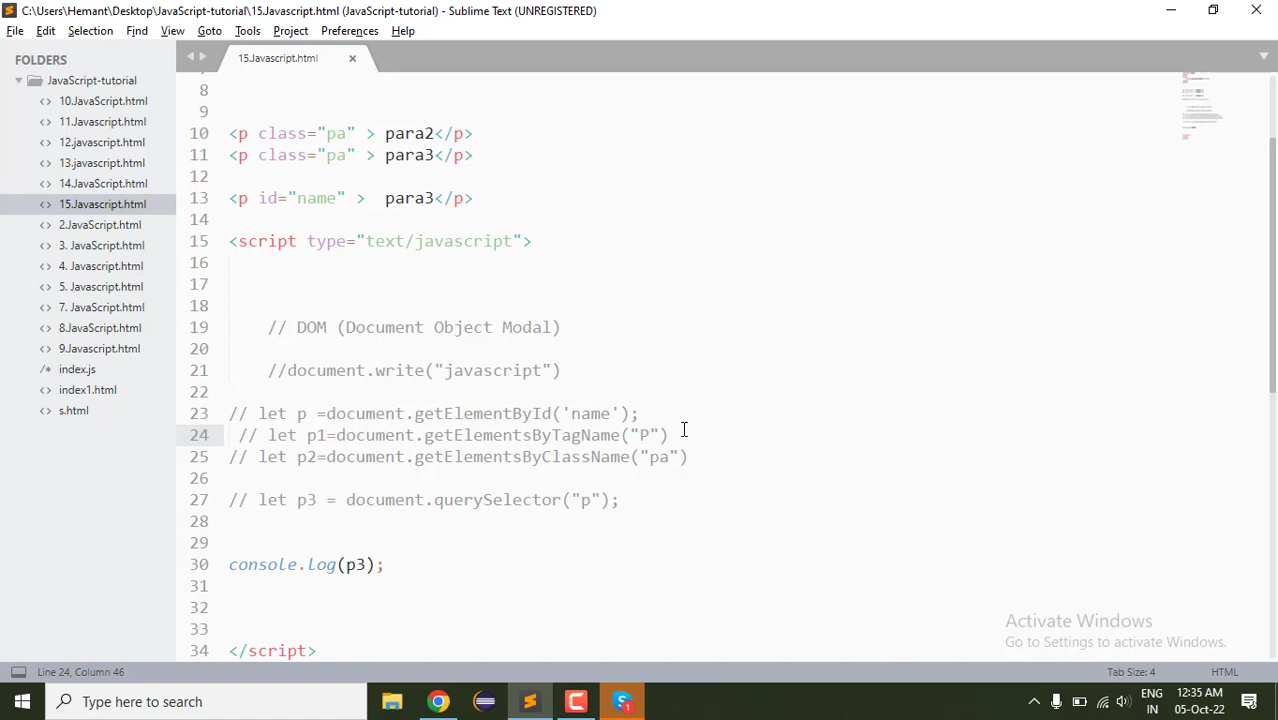 C:\Users\Hemant\Desktop\JavaScript-tutorial\15.Javascript.html (JavaScript-tutorial) - Sublime Text (UNREGISTERED)
File Edit Selection Find View Goto Tools Project Preferences Help
FOLDERS
JavaScript-tutorial
10.JavaScript.html
11.Javascript.html
12.javascript.html
13.javascript.html
14.JavaScript.html
15.Javascript.html
2.JavaScript.html
3. JavaScript.html
4. Javascript.html
5. Javascript.html
7. JavaScript.html
8.JavaScript.html
9.Javascript.html
index.js
index1.html
s.html
15.Javascript.html
8
9
10 <p class="pa" > para2</p>
11 <p class="pa" > para3</p>
12
13 <p id="name" >  para3</p>
14
15 <script type="text/javascript">
16
17
18
19 // DOM (Document Object Modal)
20
21 //document.write("javascript")
22
23 // let p =document.getElementById('name');
24 // let p1=document.getElementsByTagName("P")
25 // let p2=document.getElementsByClassName("pa")
26
27 // let p3 = document.querySelector("p");
28
29
30 console.log(p3);
31
32
33
34 </script>
Activate Windows
Go to Settings to activate Windows.
Line 24, Column 46
Tab Size: 4
HTML
Type here to search
1
ENG
IN
12:35 AM
05-Oct-22